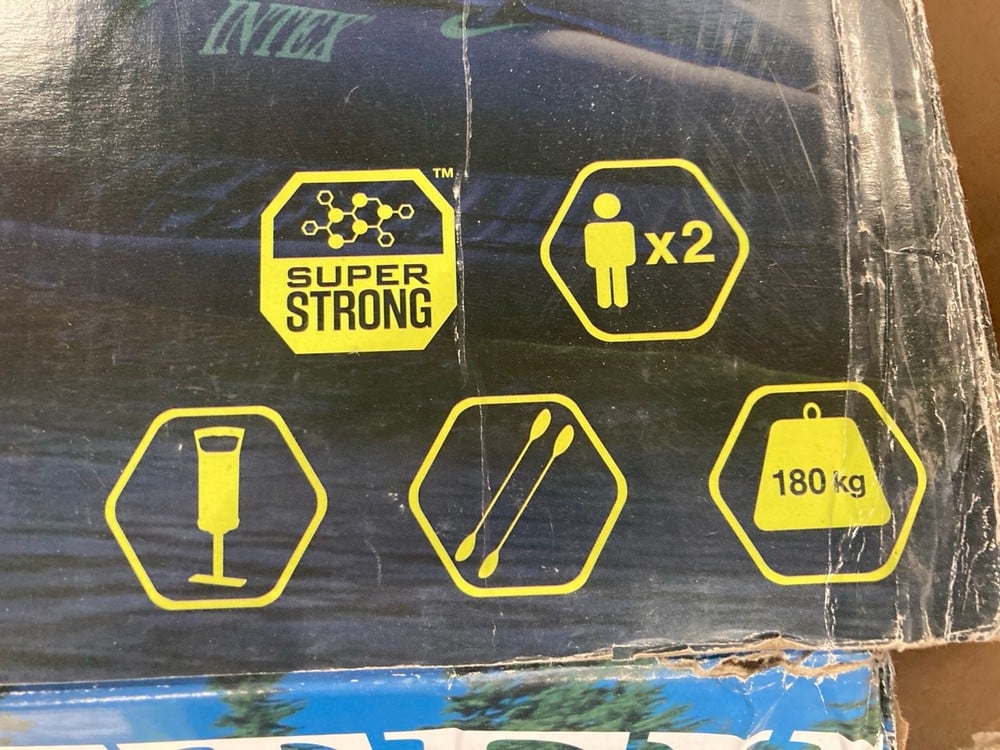 INTEX
TM
SUPER
STRONG
x2
180 kg